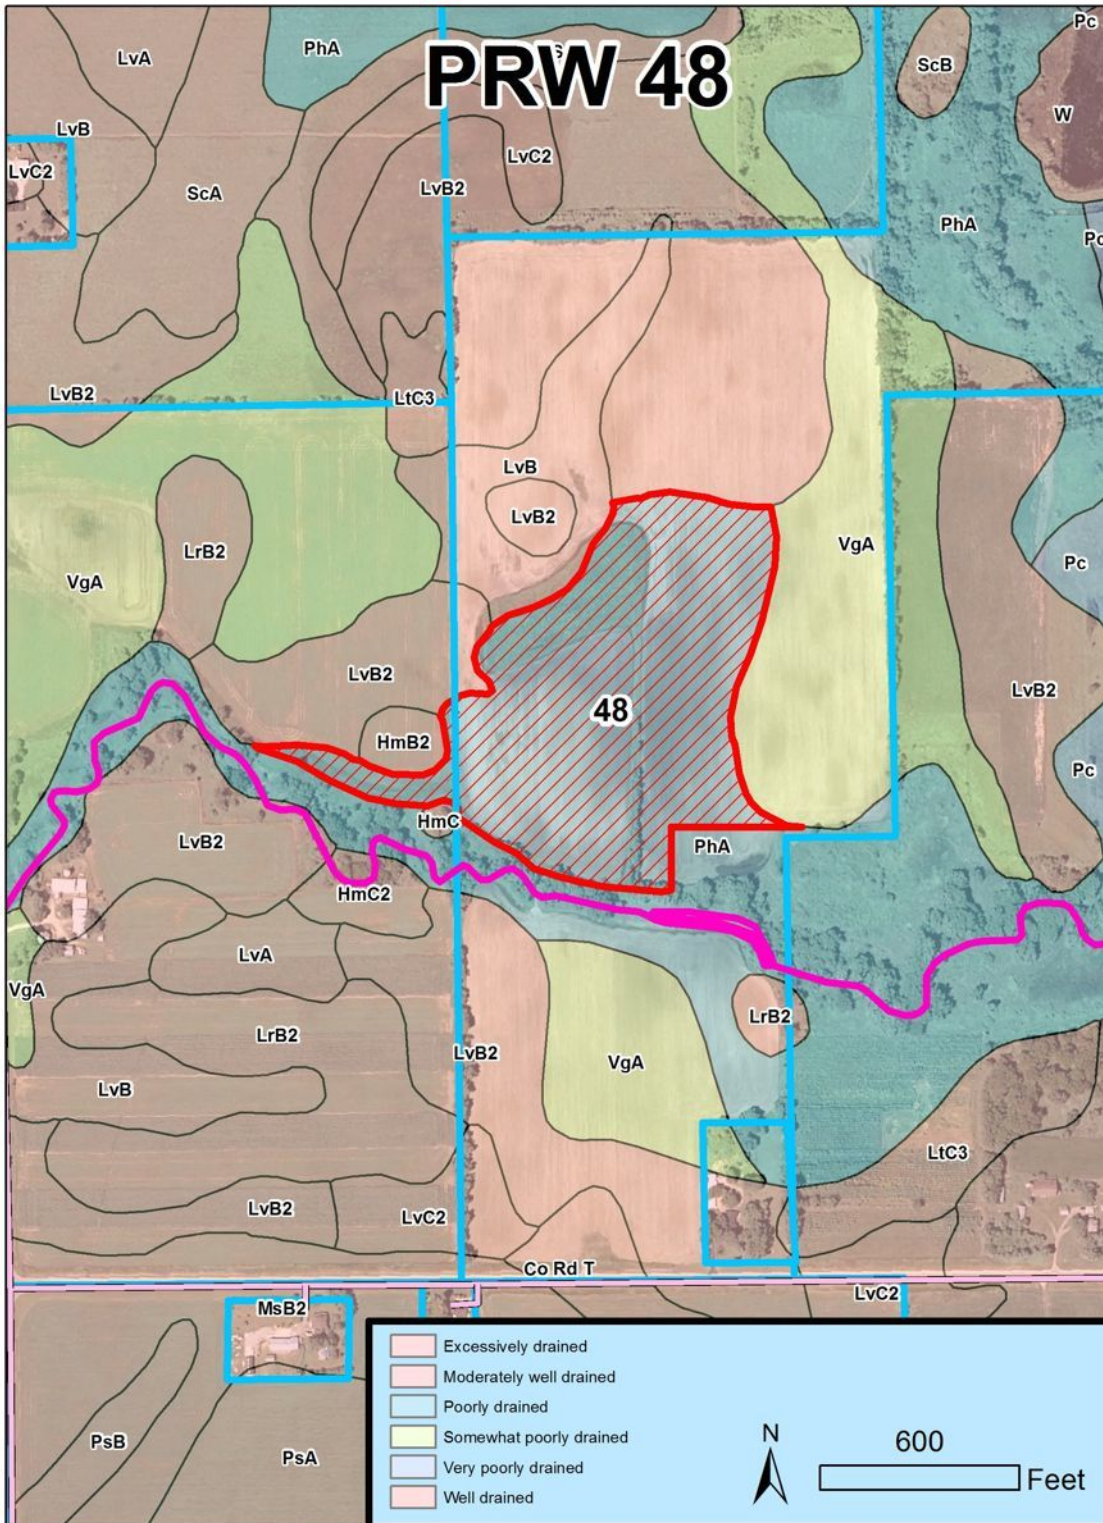 PRW 48
PhA
Pc
LvA
ScB
W
LvB
LvC2
LvC2
ScA
LvB2
PhA
Pc
LvB2
LtC3
LvB
LvB2
LrB2
VgA
VgA
Pc
LvB2
LvB2
48
HmB2
Pc
HmC
LvB2
PhA
HmC2
LvA
VgA
LrB2
LrB2
LvB2
VgA
LvB
LtC3
LvB2
LvC2
Co Rd T
LvC2
MsB2
PsB
PsA
Excessively drained
Moderately well drained
Poorly drained
Somewhat poorly drained
Very poorly drained
Well drained
N
600
Feet